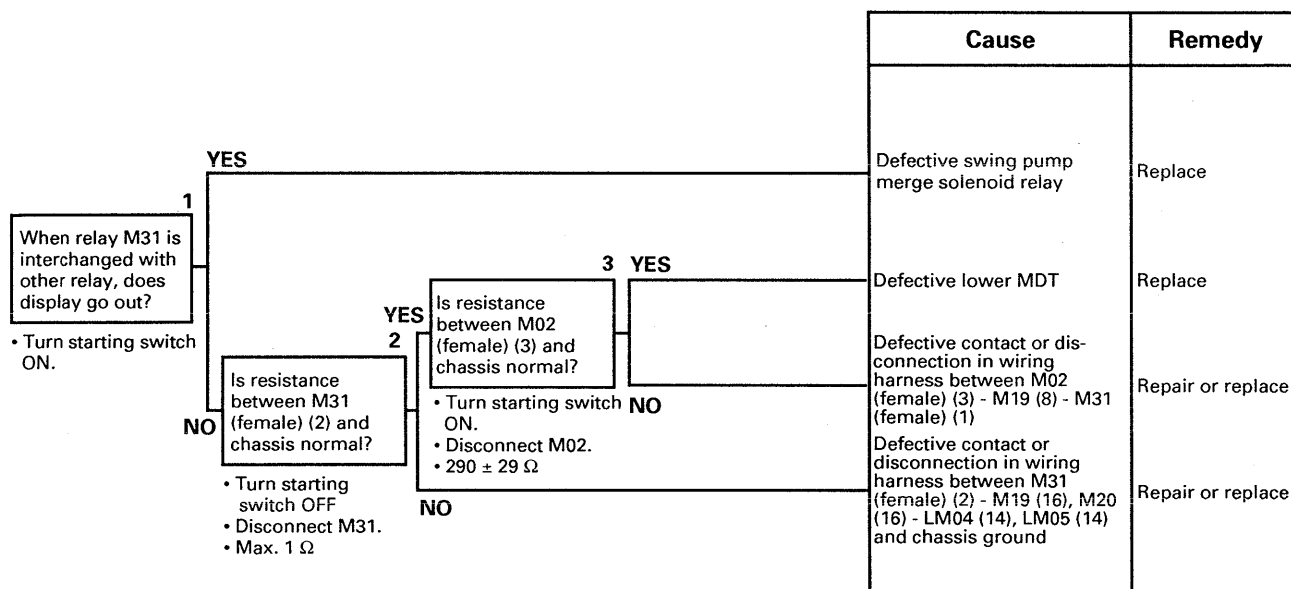 Cause
Remedy
YES
Defective swing pump
merge solenoid relay
Replace
1
When relay M31 is
interchanged with
other relay, does
display go out?
• Turn starting switch
ON.
3
YES
Defective lower MDT
Replace
YES
2
Is resistance
between M02
(female) (3) and
chassis normal?
• Turn starting switch
ON.
• Disconnect M02.
• 290 ± 29 Ω
NO
Defective contact or dis-
connection in wiring
harness between M02
(female) (3) - M19 (8) - M31
(female) (1)
Repair or replace
NO
Is resistance
between M31
(female) (2) and
chassis normal?
• Turn starting
switch OFF
• Disconnect M31.
• Max. 1 Ω
NO
Defective contact or
disconnection in wiring
harness between M31
(female) (2) - M19 (16), M20
(16) - LM04 (14), LM05 (14)
and chassis ground
Repair or replace